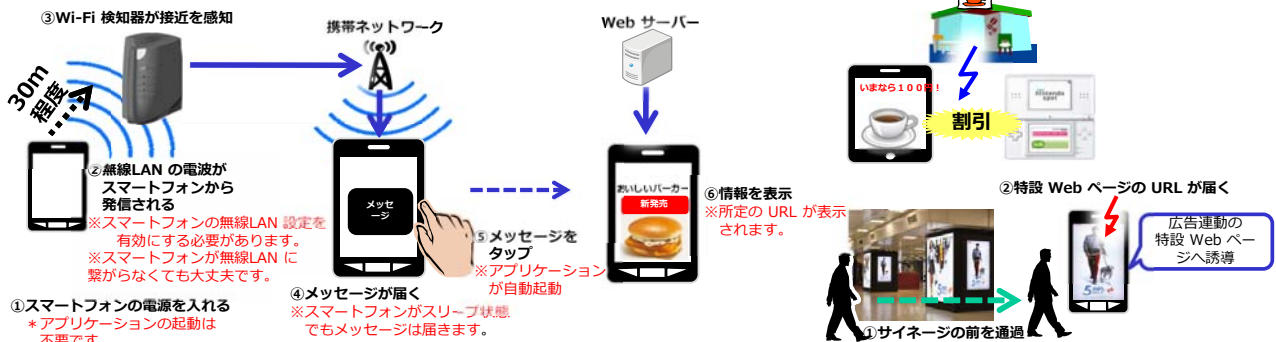 ③Wi-Fi 検知器が接近を感知
30m
程度
②無線LAN の電波が
スマートフォンから
発信される
※スマートフォンの無線LAN 設定を
有効にする必要があります。
※スマートフォンが無線LAN に
繋がらなくても大丈夫です。
①スマートフォンの電源を入れる
＊アプリケーションの起動は
不要です
携帯ネットワーク
メッセ
ージ
④メッセージが届く
※スマートフォンがスリープ状態
でもメッセージは届きます。
⑤メッセージを
タップ
※アプリケーション
が自動起動
Web サーバー
おいしいバーガー
新発売
⑥情報を表示
※所定の URL が表示
されます。
いまなら１００円！
割引
Nintendo
spot
①サイネージの前を通過
②特設 Web ページの URL が届く
広告連動の
特設 Web ペー
ジへ誘導